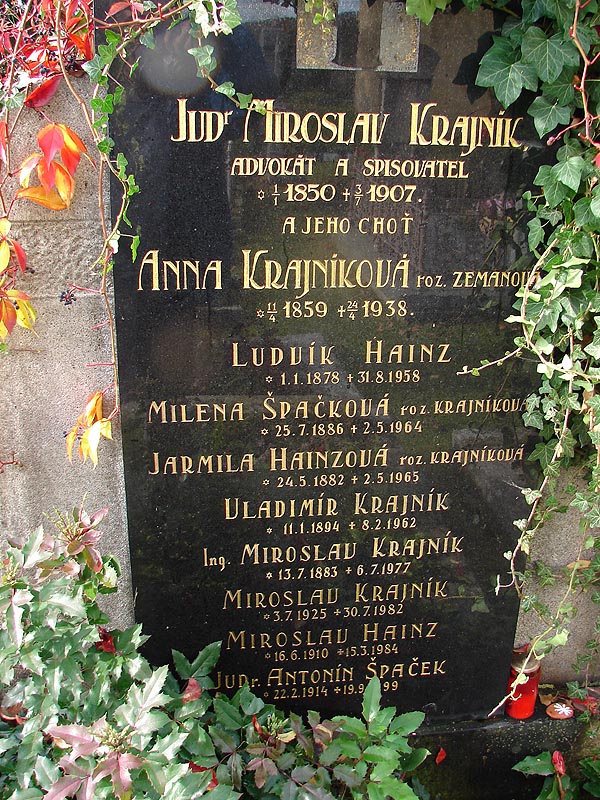 JUDr MIROSLAV KRAJNÍK,
ADVOKÁT A SPISOVATEL
✡ 1/1 1850 + 3/7 1907.
A JEHO CHOŤ
ANNA KRAJNÍKOVÁ roz. ZEMANOVÁ
✡ 11/4 1859 + 24/4 1938.
LUDVÍK HAINZ
✡ 1.1.1878 + 31.8.1958
MILENA ŠPAČKOVÁ roz. KRAJNÍKOVÁ
✡ 25.7.1886 + 2.5.1964
JARMILA HAINZOVÁ roz. KRAJNÍKOVÁ
✡ 24.5.1882 + 2.5.1965
VLADIMÍR KRAJNÍK
✡ 11.1.1894 + 8.2.1962
Ing. MIROSLAV KRAJNÍK
✡ 13.7.1883 + 6.7.1977
MIROSLAV KRAJNÍK
✡ 3.7.1925 + 30.7.1982
MIROSLAV HAINZ
✡ 16.6.1910 + 15.3.1984
JUDr. ANTONÍN ŠPAČEK
✡ 22.2.1914